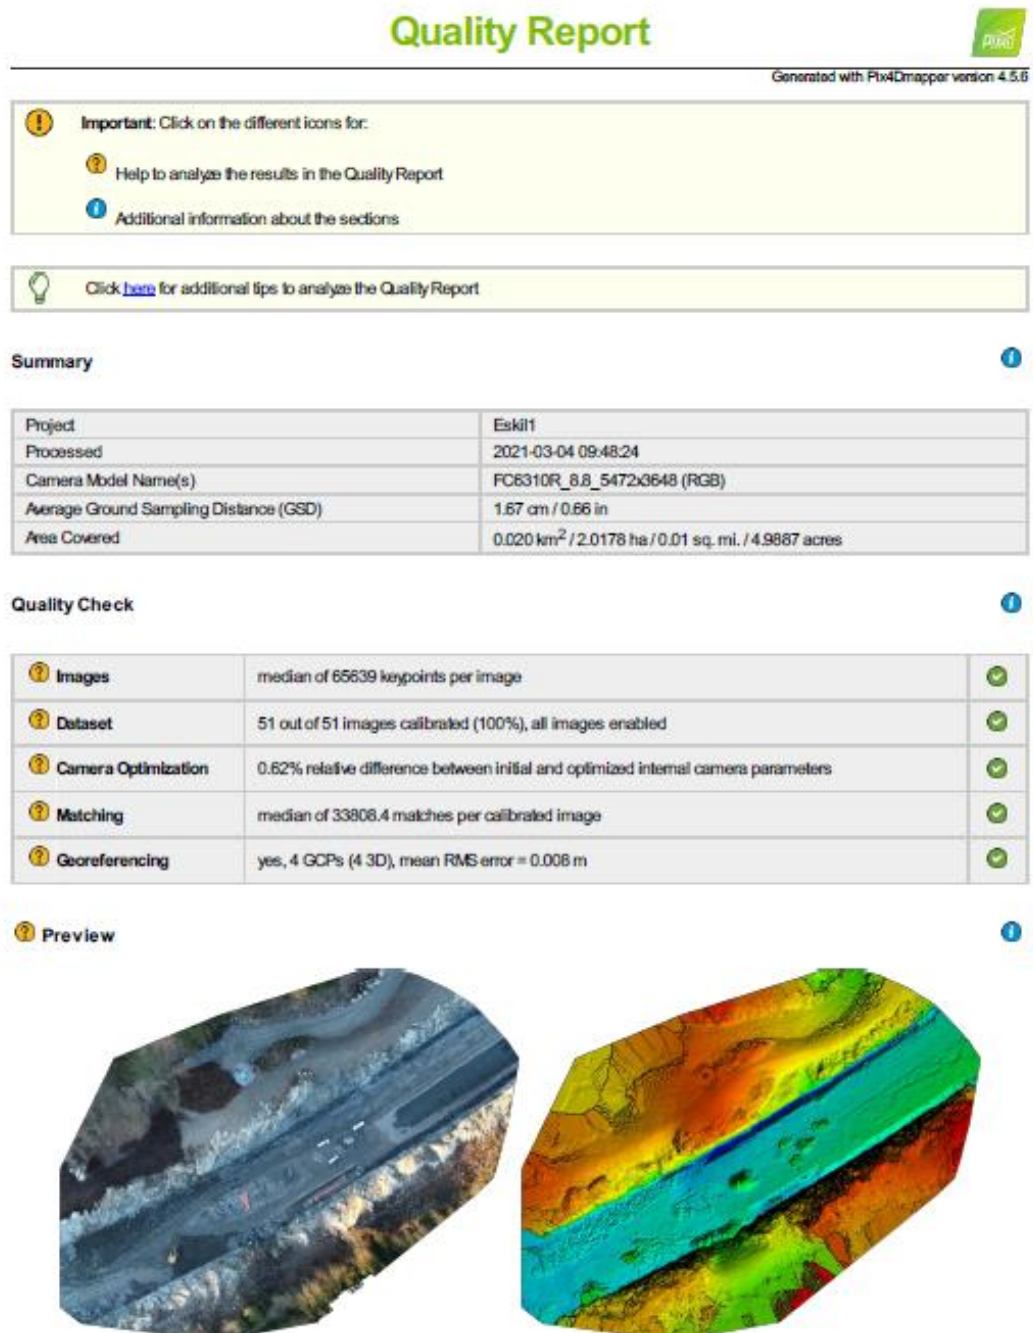 Quality Report
PIX4D
Generated with Pix4Dmapper version 4.5.6
Important: Click on the different icons for:
Help to analyze the results in the Quality Report
Additional information about the sections
Click here for additional tips to analyze the Quality Report
Summary
Project Eskil1
Processed 2021-03-04 09:48:24
Camera Model Name(s) FC6310R_8.8_5472x3648 (RGB)
Average Ground Sampling Distance (GSD) 1.67 cm / 0.66 in
Area Covered 0.020 km2 / 2.0178 ha / 0.01 sq. mi. / 4.9887 acres
Quality Check
Images median of 65639 keypoints per image
Dataset 51 out of 51 images calibrated (100%), all images enabled
Camera Optimization 0.62% relative difference between initial and optimized internal camera parameters
Matching median of 33808.4 matches per calibrated image
Georeferencing yes, 4 GCPs (4 3D), mean RMS error = 0.008 m
Preview